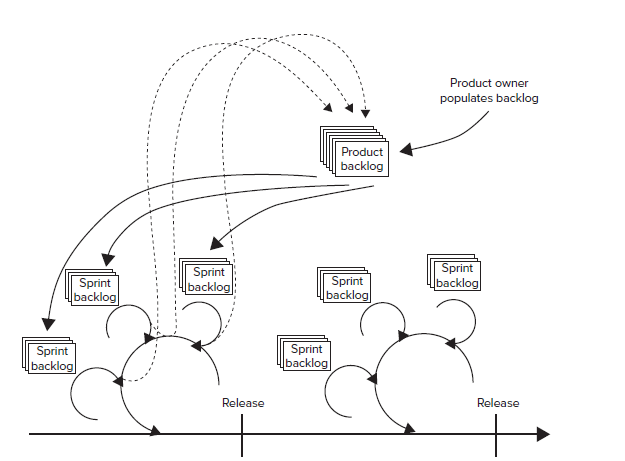 Product owner
populates backlog
Product
backlog
Sprint
backlog
Sprint
backlog
Sprint
backlog
Sprint
backlog
Sprint
backlog
Sprint
backlog
Release
Release